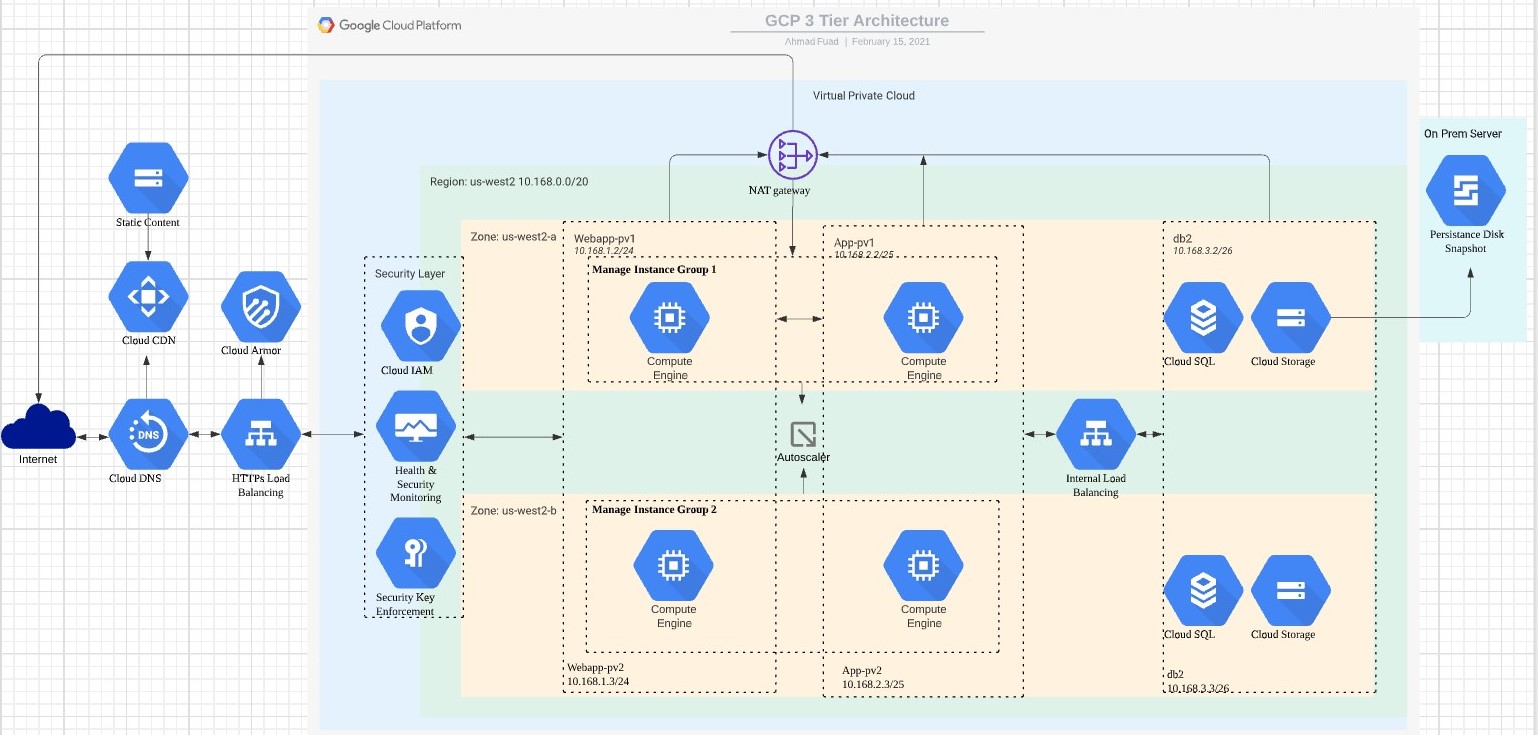 Google Cloud Platform
GCP 3 Tier Architecture
Ahmad Fuad | February 15, 2021
Virtual Private Cloud
On Prem Server
NAT gateway
Region: us-west2 10.168.0.0/20
Static Content
Persistance Disk
Snapshot
Zone: us-west2-a
Webapp-pv1
10.168.1.2/24
App-pv1
10.168.2.2/25
db2
10.168.3.2/26
Security Layer
Manage Instance Group 1
Cloud CDN
Cloud Armor
Cloud IAM
Compute
Engine
Compute
Engine
Cloud SQL
Cloud Storage
DNS
Internet
Cloud DNS
HTTPs Load
Balancing
Health &
Security
Monitoring
Autoscaler
Internal Load
Balancing
Zone: us-west2-b
Manage Instance Group 2
Security Key
Enforcement
Compute
Engine
Compute
Engine
Cloud SQL
Cloud Storage
Webapp-pv2
10.168.1.3/24
App-pv2
10.168.2.3/25
db2
10.168.3.3/26